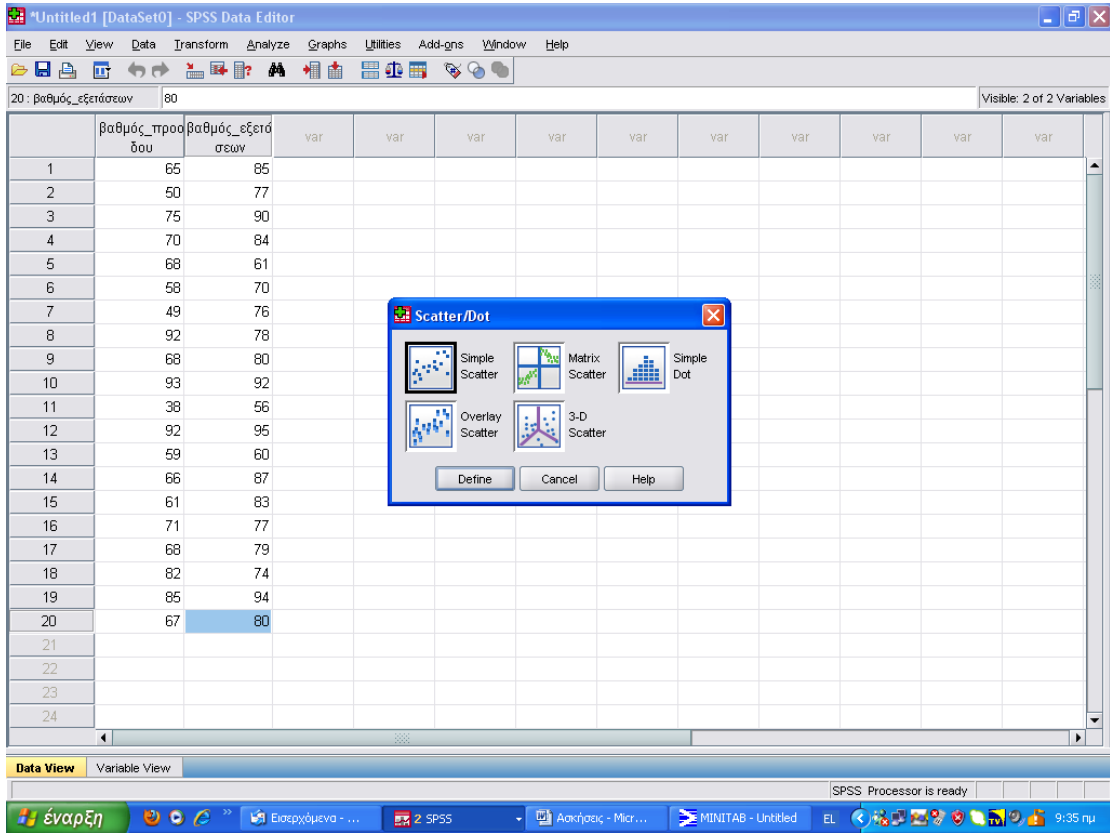 *Untitled1 [DataSet0] - SPSS Data Editor
File Edit View Data Transform Analyze Graphs Utilities Add-ons Window Help
20 : βαθμός_εξετάσεων 80 Visible: 2 of 2 Variables
βαθμός_προο βαθμός_εξετά var var var var var var var var var var
δου σεων
1 65 85
2 50 77
3 75 90
4 70 84
5 68 61
6 58 70
7 49 76
8 92 78
9 68 80
10 93 92
11 38 56
12 92 95
13 59 60
14 66 87
15 61 83
16 71 77
17 68 79
18 82 74
19 85 94
20 67 80
21
22
23
24
Scatter/Dot
Simple Matrix Simple
Scatter Scatter Dot
Overlay 3-D
Scatter Scatter
Define Cancel Help
Data View Variable View
SPSS Processor is ready
έναρξη » Εισερχόμενα - ... 2 SPSS Ασκήσεις - Micr... MINITAB - Untitled EL 9:35 πμ